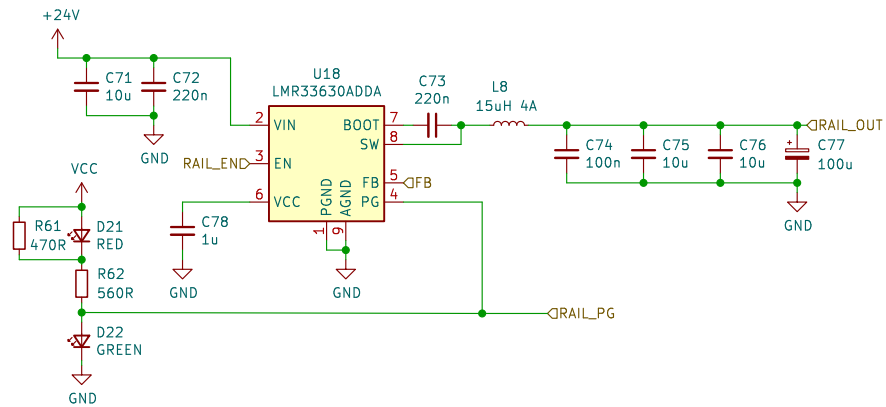 +24V
C71
10u
C72
220n
GND
U18
LMR33630ADDA
2
VIN
3
EN
6
VCC
BOOT
7
SW
8
FB
5
PG
4
PGND
AGND
1
9
GND
RAIL_EN
FB
C73
220n
L8
15uH 4A
C74
100n
C75
10u
C76
10u
+
C77
100u
RAIL_OUT
GND
C78
1u
GND
VCC
R61
470R
D21
RED
R62
560R
D22
GREEN
GND
RAIL_PG